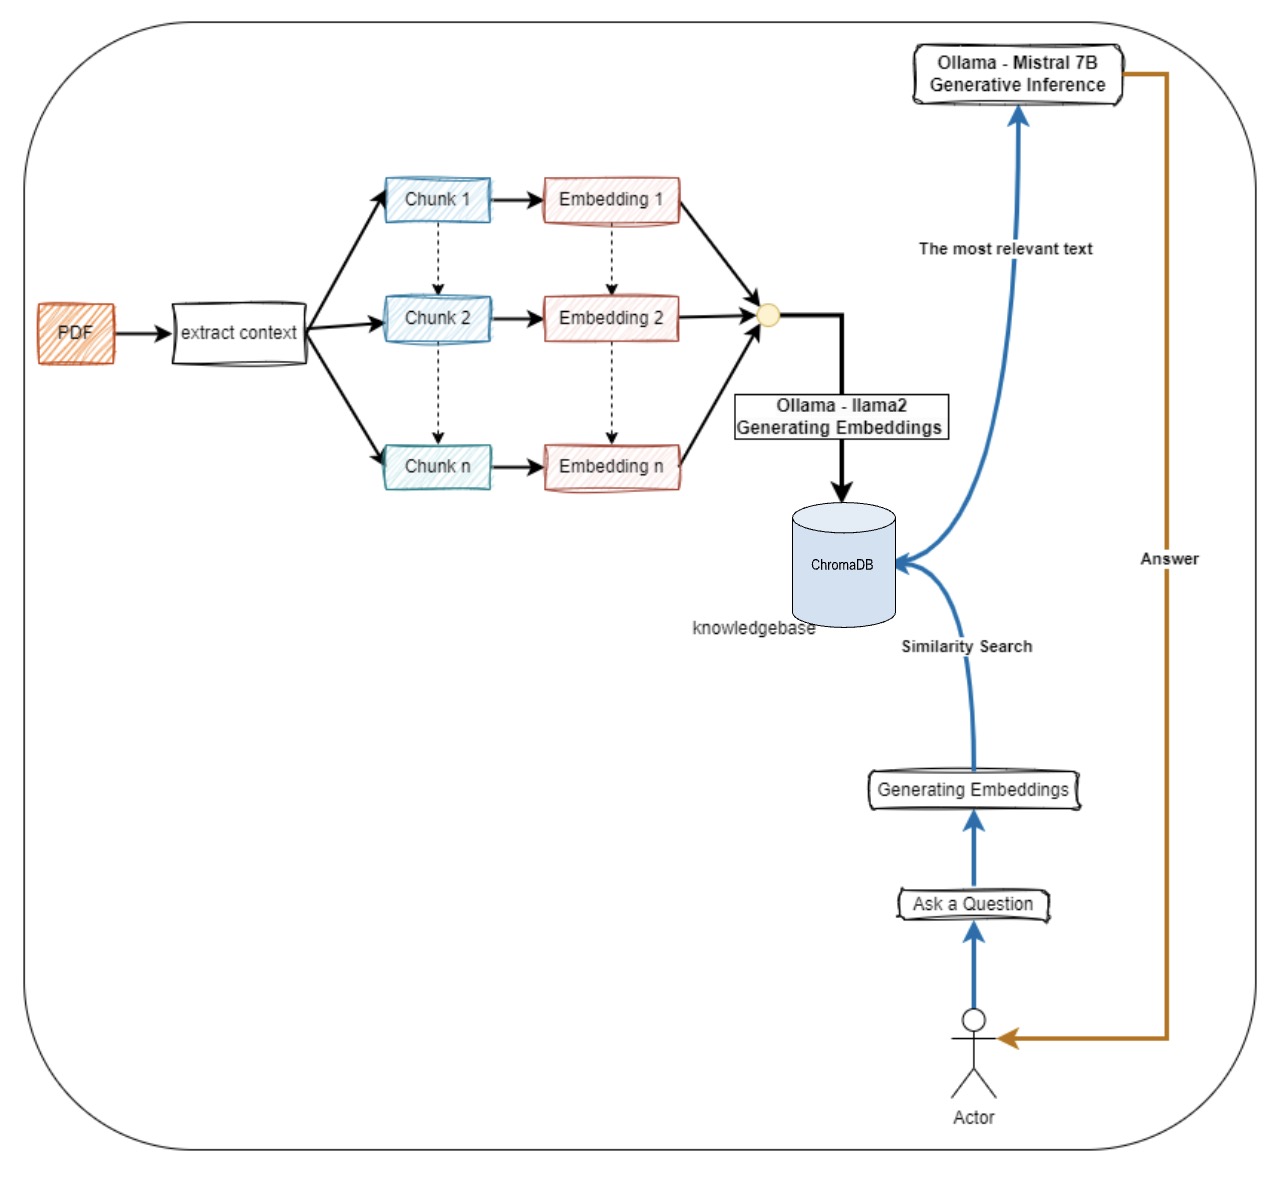 Ollama - Mistral 7B
Generative Inference
Chunk 1
Embedding 1
The most relevant text
PDF
extract context
Chunk 2
Embedding 2
Ollama - llama2
Generating Embeddings
Chunk n
Embedding n
ChromaDB
Answer
knowledgebase
Similarity Search
Generating Embeddings
Ask a Question
Actor